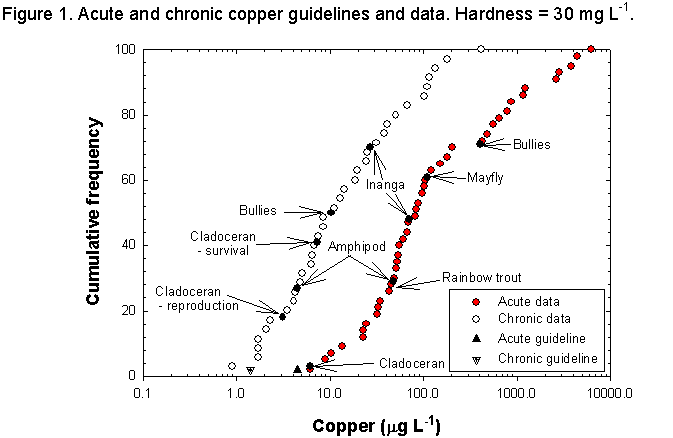 Figure 1. Acute and chronic copper guidelines and data. Hardness = 30 mg L-1.
100
80
60
40
20
0
Cumulative frequency
Bullies
Mayfly
Inanga
Bullies
Cladoceran
- survival
Amphipod
Rainbow trout
Cladoceran
- reproduction
Acute data
Chronic data
Acute guideline
Chronic guideline
Cladoceran
0.1
1.0
10.0
100.0
1000.0
10000.0
Copper (µg L-1)